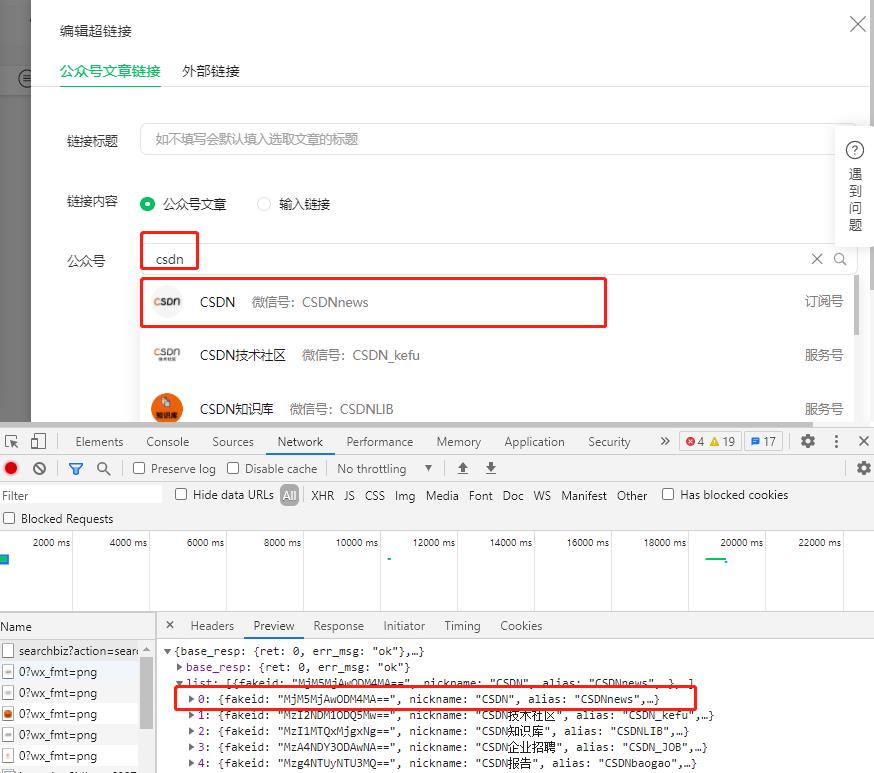 编辑超链接
公众号文章链接 外部链接
链接标题 如不填写会默认填入选取文章的标题
遇到问题
链接内容 公众号文章 输入链接
公众号 csdn
CSDN CSDN 微信号：CSDNnews 订阅号
CSDN 技术社区 CSDN技术社区 微信号：CSDN_kefu 服务号
知识库 CSDN知识库 微信号：CSDNLIB 服务号
Elements Console Sources Network Performance Memory Application Security » 4 19 17
Preserve log Disable cache No throttling
Filter Hide data URLs All XHR JS CSS Img Media Font Doc WS Manifest Other Has blocked cookies
Blocked Requests
2000 ms 4000 ms 6000 ms 8000 ms 10000 ms 12000 ms 14000 ms 16000 ms 18000 ms 20000 ms 22000 ms
Name × Headers Preview Response Initiator Timing Cookies
searchbiz?action=sear {base_resp: {ret: 0, err_msg: "ok"},…}
0?wx_fmt=png base_resp: {ret: 0, err_msg: "ok"}
list: [{fakeid: "MjM5MjAwODM4MA==", nickname: "CSDN", alias: "CSDNnews",…},…]
0?wx_fmt=png 0: {fakeid: "MjM5MjAwODM4MA==", nickname: "CSDN", alias: "CSDNnews",…}
0?wx_fmt=png 1: {fakeid: "MzI2NDM1ODQ5Mw==", nickname: "CSDN技术社区", alias: "CSDN_kefu",…}
0?wx_fmt=png 2: {fakeid: "MzI1MTQxMjgxNg==", nickname: "CSDN知识库", alias: "CSDNLIB",…}
0?wx_fmt=png 3: {fakeid: "MzA4NDY3ODAwNA==", nickname: "CSDN企业招聘", alias: "CSDN_JOB",…}
4: {fakeid: "Mzg4NTUyNTU3MQ==", nickname: "CSDN报告", alias: "CSDNbaogao",…}